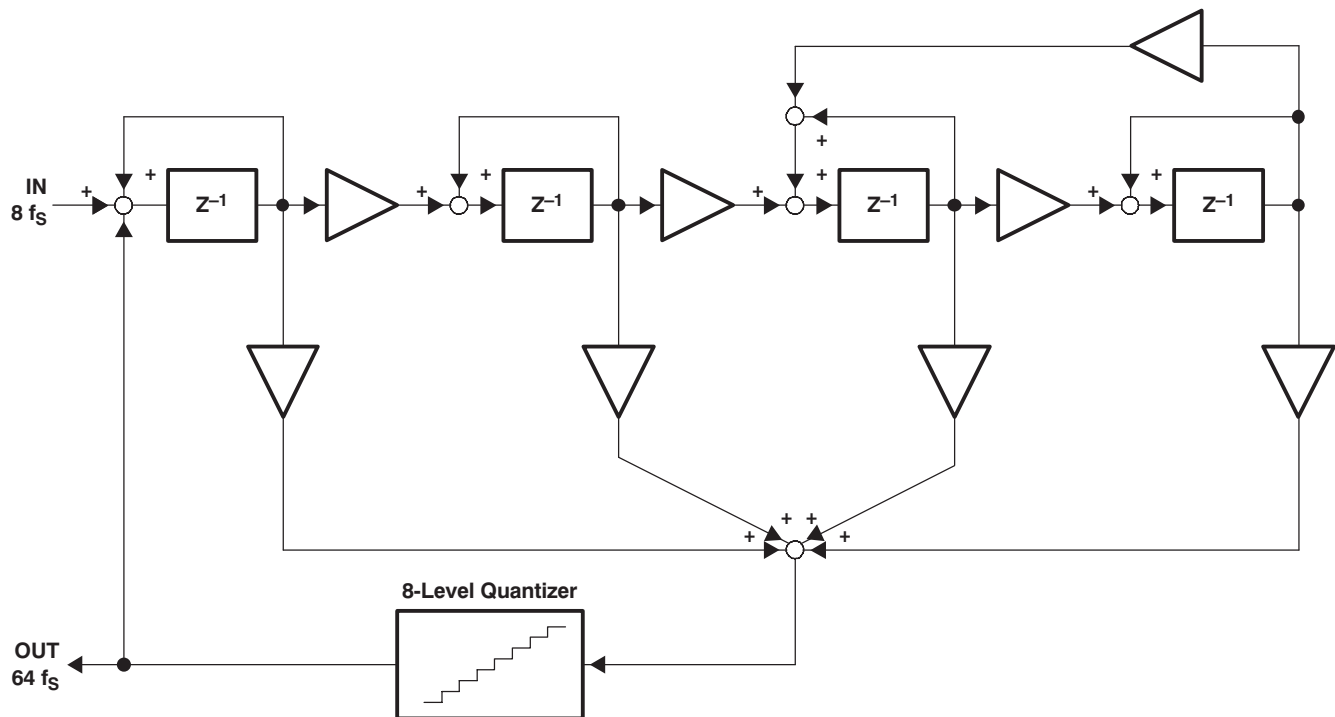 +
+
+
+
+
+
+
+
+
IN
8 fS
Z–1
Z–1
Z–1
Z–1
+
+
+
+
8-Level Quantizer
OUT
64 fS